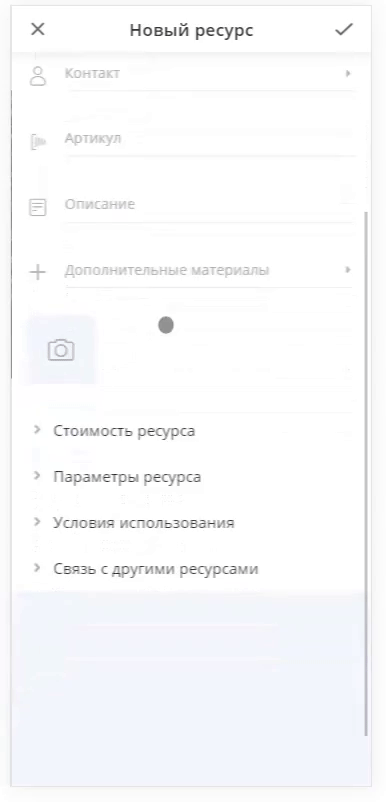 Новый ресурс
Контакт
Артикул
Описание
Дополнительные материалы
Стоимость ресурса
Параметры ресурса
Условия использования
Связь с другими ресурсами